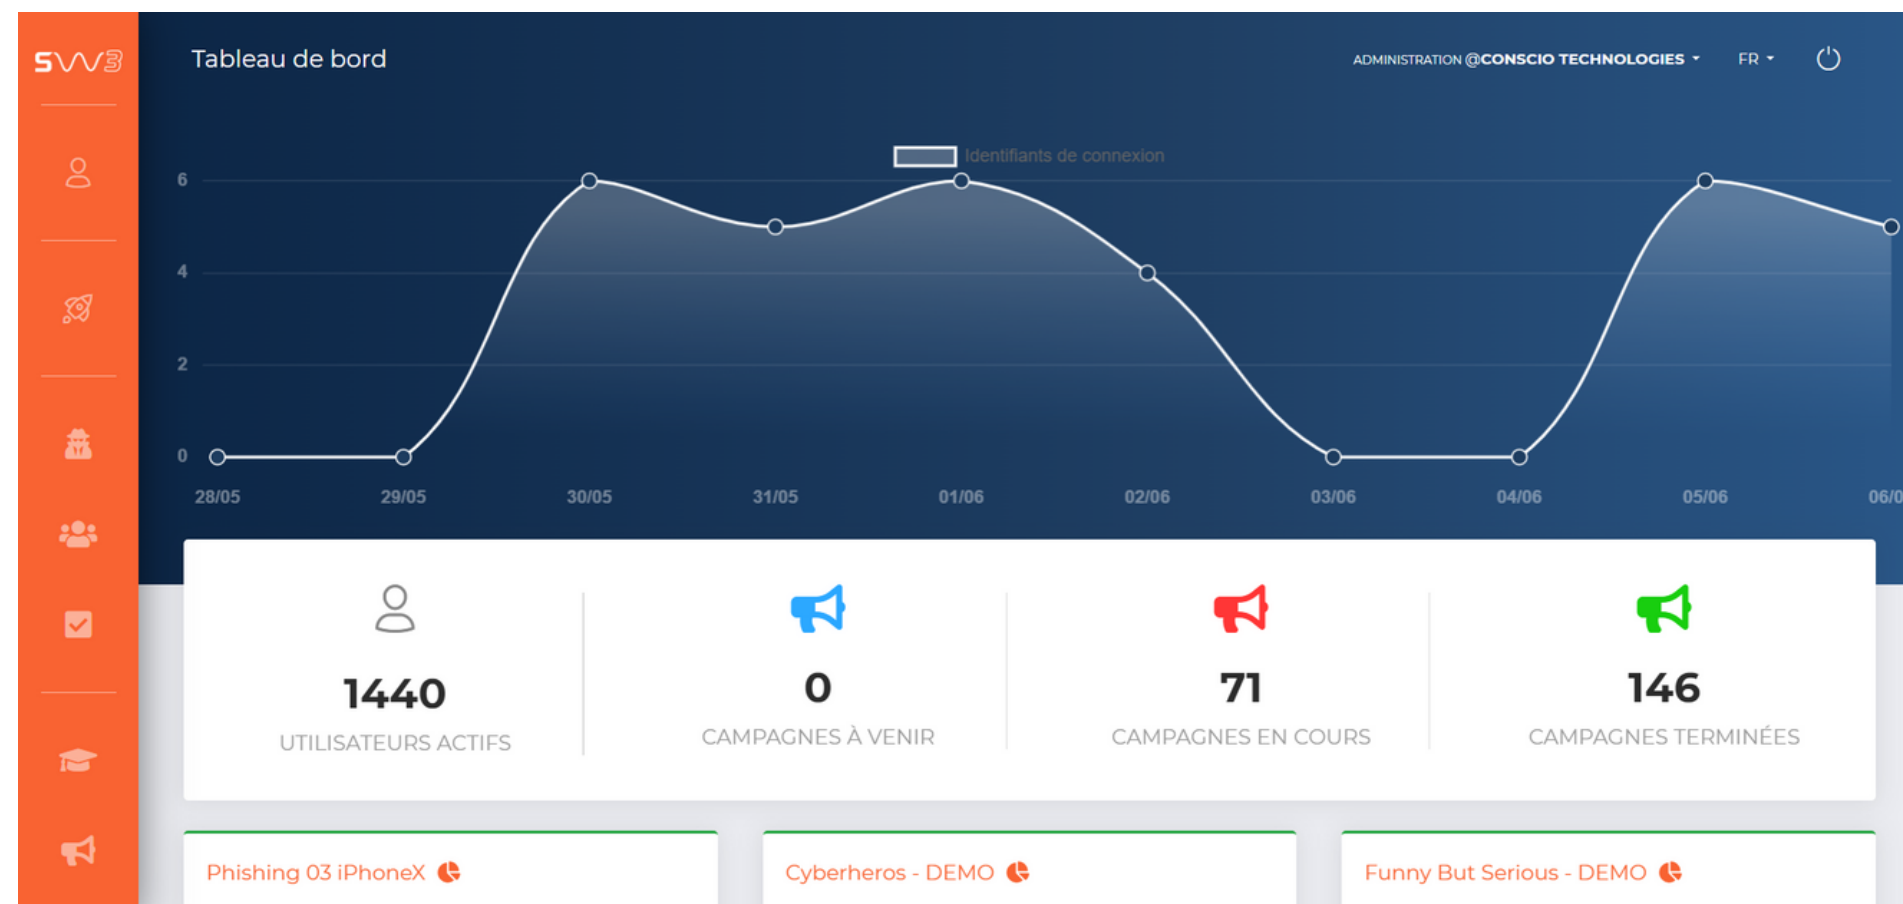 SW3
Tableau de bord
ADMINISTRATION @CONSCIO TECHNOLOGIES
FR
Identifiants de connexion
6
4
2
0
28/05 29/05 30/05 31/05 01/06 02/06 03/06 04/06 05/06 06/0
1440 0 71 146
UTILISATEURS ACTIFS CAMPAGNES À VENIR CAMPAGNES EN COURS CAMPAGNES TERMINÉES
Phishing 03 iPhoneX Cyberheros - DEMO Funny But Serious - DEMO